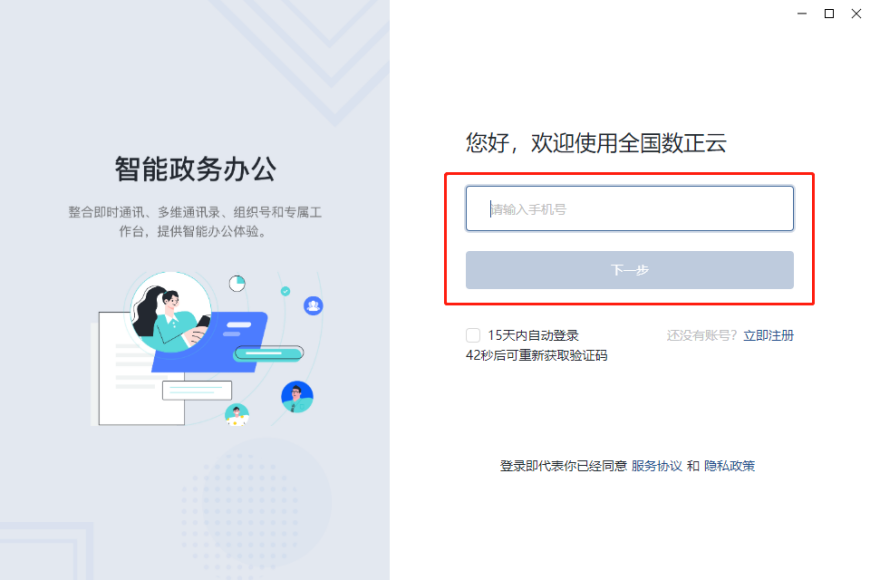 智能政务办公
整合即时通讯、多维通讯录、组织号和专属工
作台，提供智能办公体验。
您好，欢迎使用全国数正云
请输入手机号
下一步
15天内自动登录
还没有账号？立即注册
42秒后可重新获取验证码
登录即代表你已经同意 服务协议 和 隐私政策